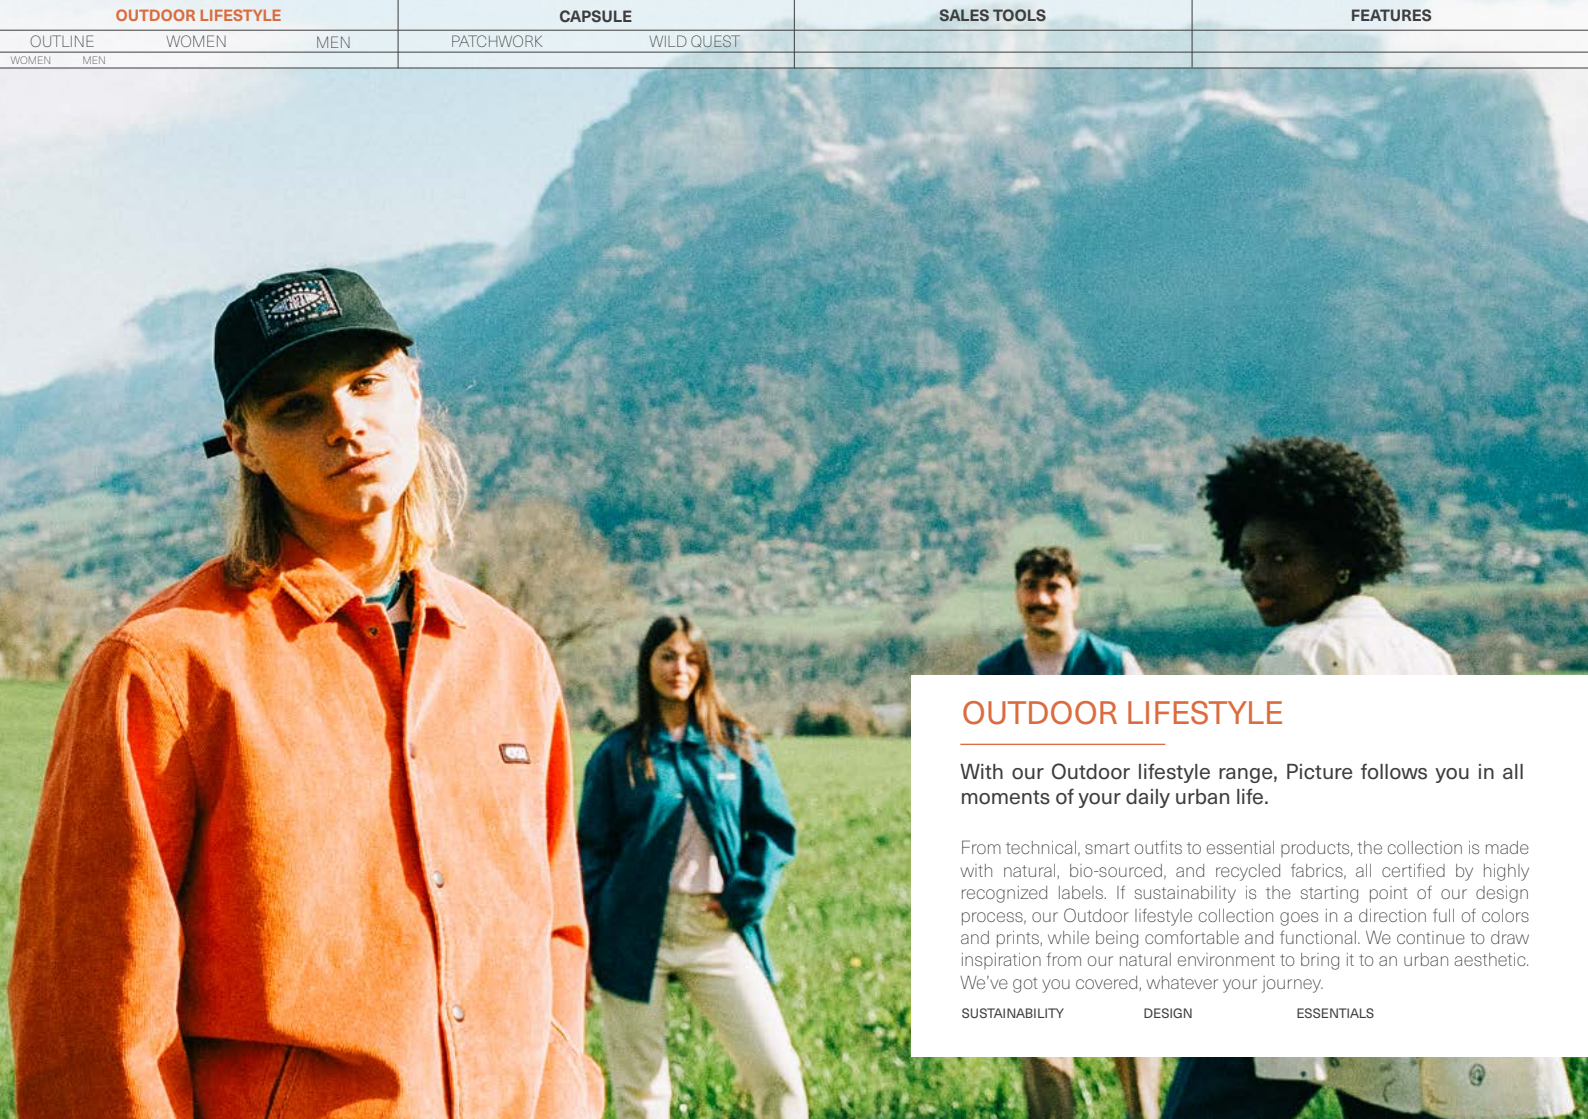 OUTDOOR LIFESTYLE
CAPSULE
SALES TOOLS
FEATURES
OUTLINE
WOMEN
MEN
PATCHWORK
WILD QUEST
WOMEN
MEN
OUTDOOR LIFESTYLE
With our Outdoor lifestyle range, Picture follows you in all
moments of your daily urban life.
From technical, smart outfits to essential products, the collection is made
with natural, bio-sourced, and recycled fabrics, all certified by highly
recognized labels. If sustainability is the starting point of our design
process, our Outdoor lifestyle collection goes in a direction full of colors
and prints, while being comfortable and functional. We continue to draw
inspiration from our natural environment to bring it to an urban aesthetic.
We've got you covered, whatever your journey.
SUSTAINABILITY
DESIGN
ESSENTIALS